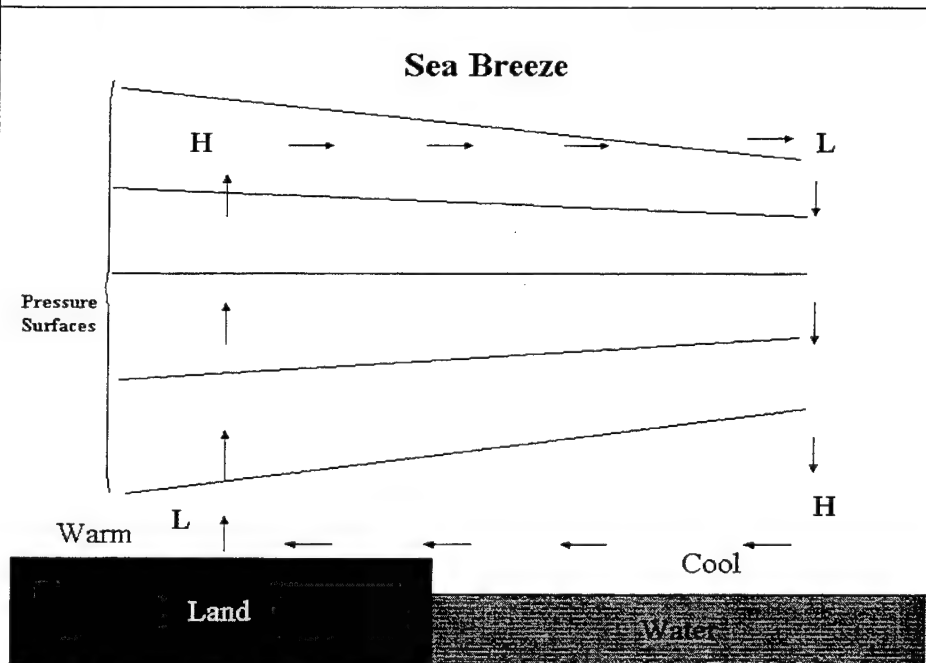 Sea Breeze
H
L
Pressure
Surfaces
H
Warm
L
Cool
Land
Water